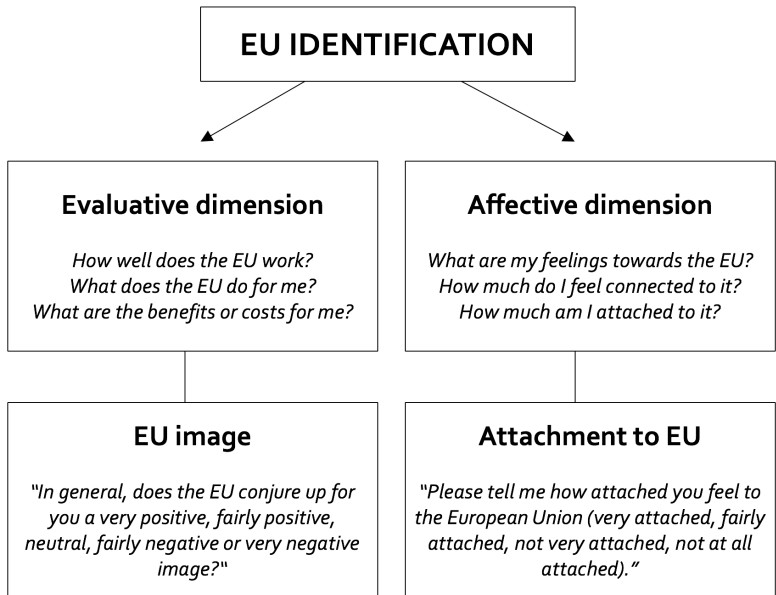 EU IDENTIFICATION
Evaluative dimension
How well does the EU work?
What does the EU do for me?
What are the benefits or costs for me?
Affective dimension
What are my feelings towards the EU?
How much do I feel connected to it?
How much am I attached to it?
EU image
“In general, does the EU conjure up for
you a very positive, fairly positive,
neutral, fairly negative or very negative
image?“
Attachment to EU
“Please tell me how attached you feel to
the European Union (very attached, fairly
attached, not very attached, not at all
attached).”